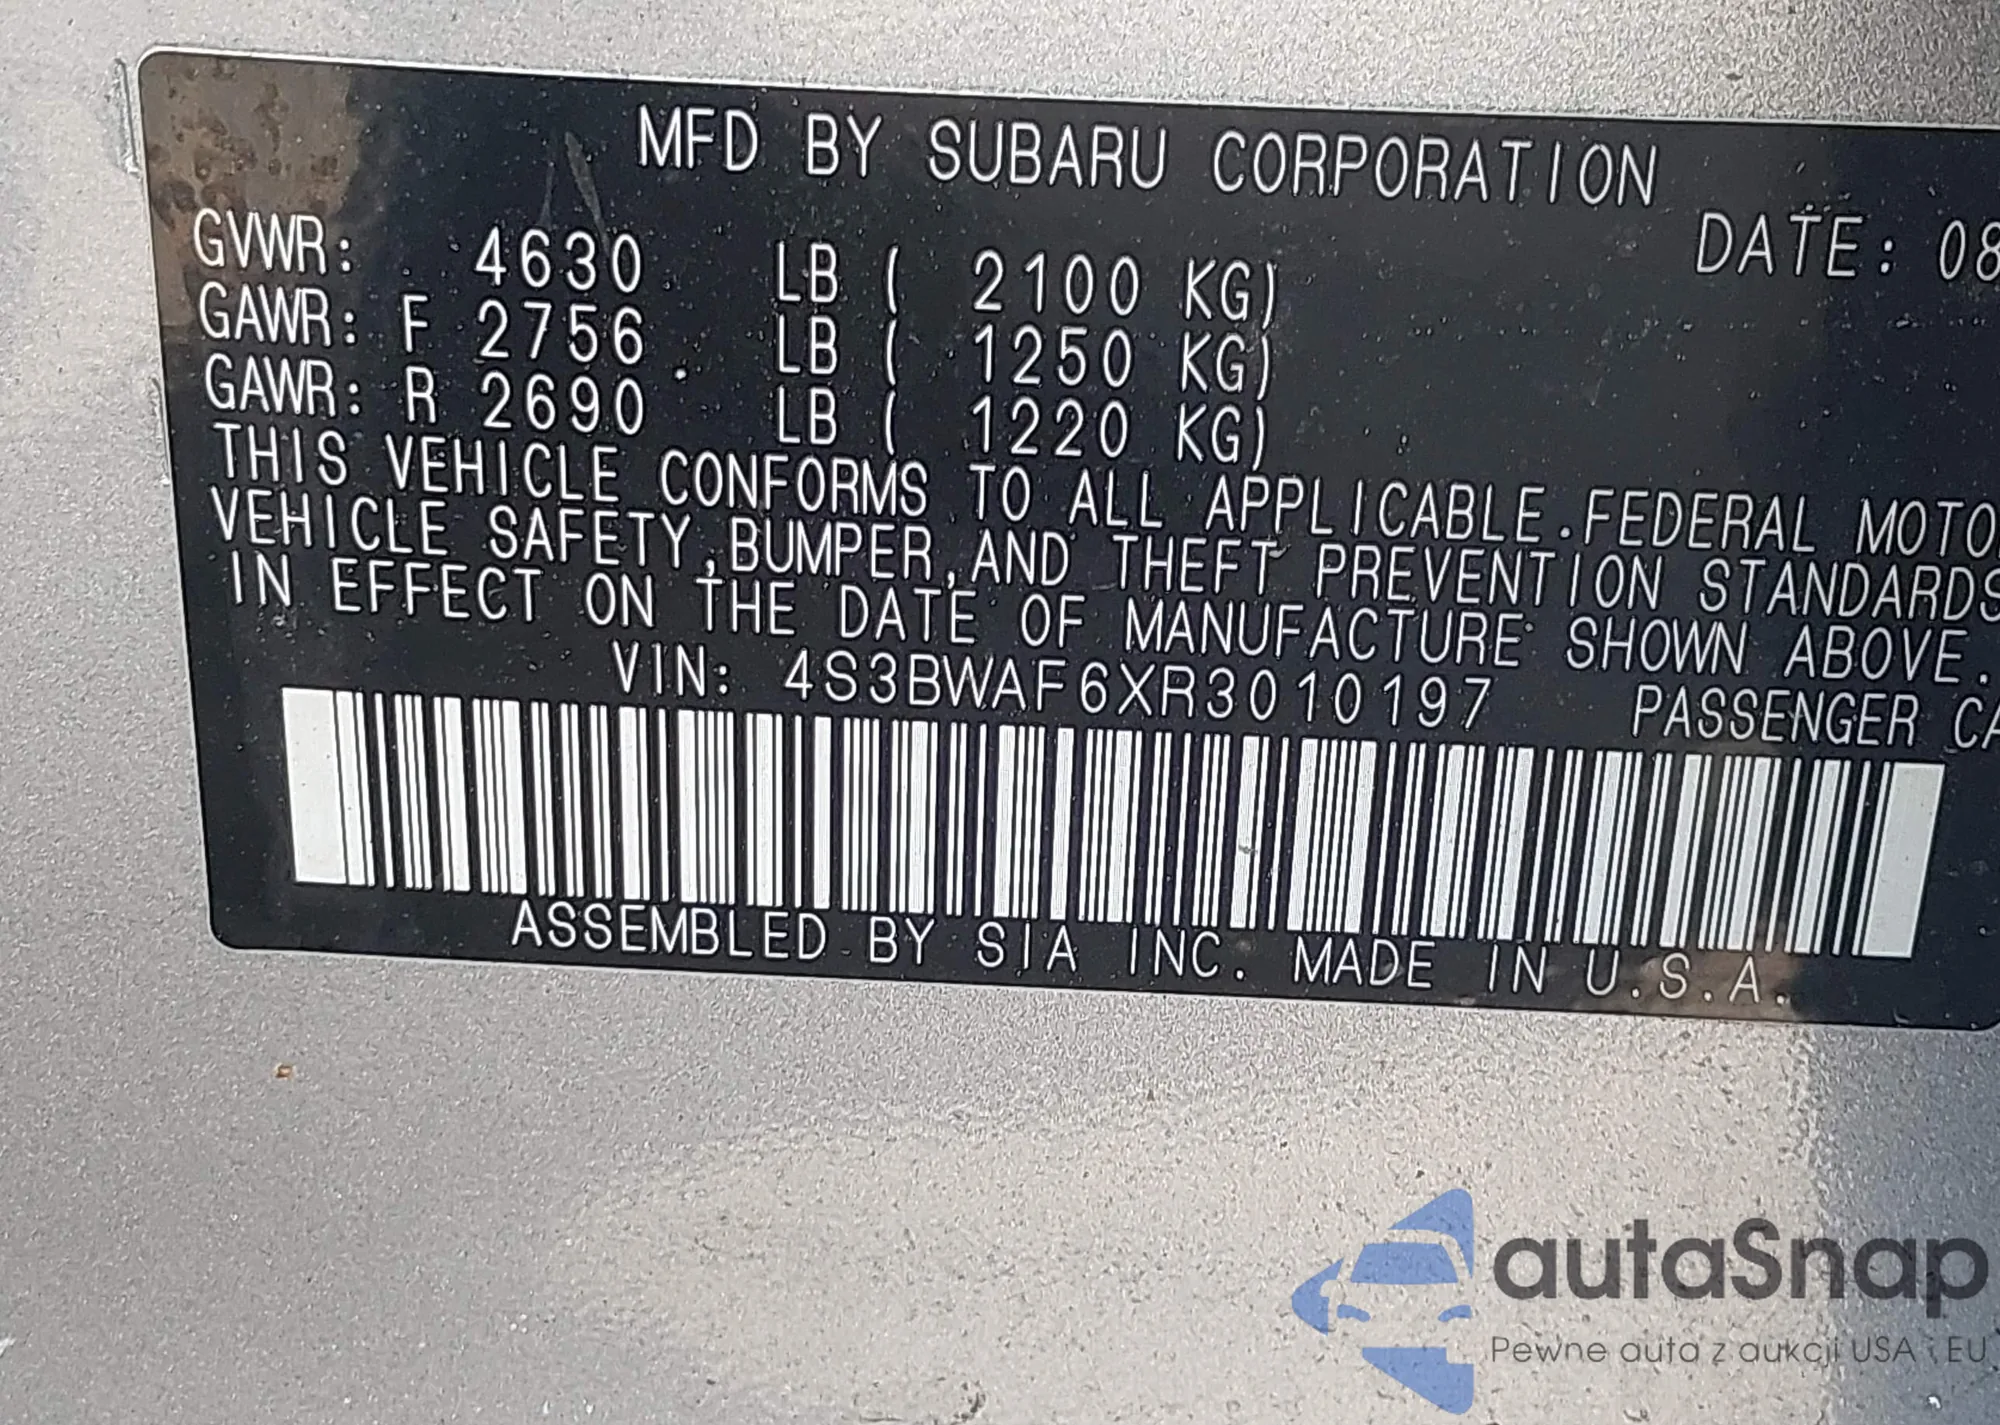 MFD BY SUBARU CORPORATION
DATE: 08
GVWR: 4630 LB ( 2100 KG)
GAWR: F 2756 LB ( 1250 KG)
GAWR: R 2690 LB ( 1220 KG)
THIS VEHICLE CONFORMS TO ALL APPLICABLE FEDERAL MOTO
VEHICLE SAFETY,BUMPER,AND THEFT PREVENTION STANDARDS
IN EFFECT ON THE DATE OF MANUFACTURE SHOWN ABOVE.
VIN: 4S3BWAF6XR3010197 PASSENGER CA
ASSEMBLED BY SIA INC. MADE IN U.S.A.
autaSnap
Pewne auta z aukcji USA i EU